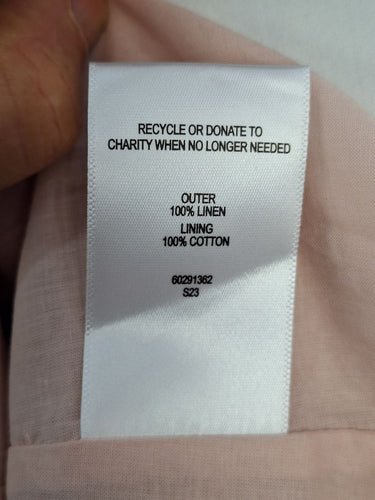 RECYCLE OR DONATE TO
CHARITY WHEN NO LONGER NEEDED
OUTER
100% LINEN
LINING
100% COTTON
60291362
S23